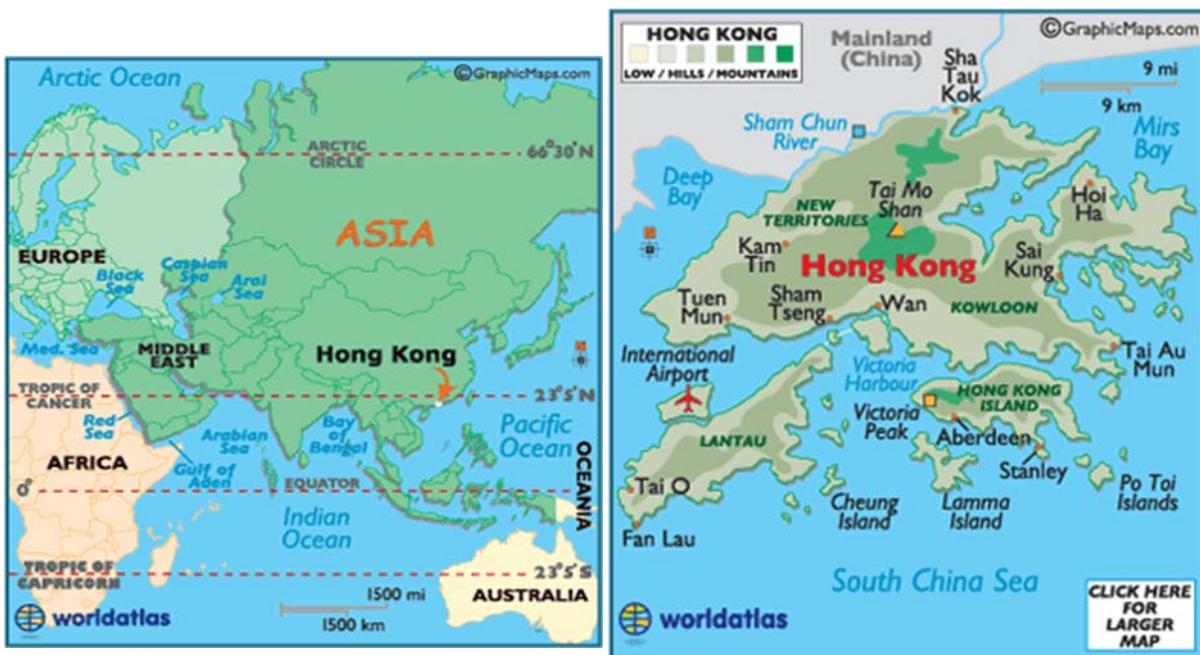 Arctic Ocean
©GraphicMaps.com
ARCTIC
CIRCLE
66°30'N
ASIA
EUROPE
Black
Sea
Caspian
Sea
Aral
Sea
Med. Sea
MIDDLE
EAST
Hong Kong
TROPIC OF
CANCER
23°5'N
Red
Sea
Arabian
Sea
Bay
of
Bengal
Pacific
Ocean
AFRICA
Gulf of
Aden
OCEANIA
0°
EQUATOR
Indian
Ocean
TROPIC OF
CAPRICORN
23°5'S
AUSTRALIA
1500 mi
1500 km
worldatlas
HONG KONG
LOW / HILLS / MOUNTAINS
©GraphicMaps.com
Mainland
(China)
Sha
Tau
Kok
9 mi
9 km
Sham Chun
River
Mirs
Bay
Deep
Bay
Tai Mo
Shan
NEW
TERRITORIES
Hoi
Ha
Kam
Tin
Hong Kong
Sai
Kung
Tuen
Mun
Sham
Tseng
Wan
KOWLOON
International
Airport
Victoria
Harbour
Tai Au
Mun
HONG KONG
ISLAND
Victoria
Peak
Aberdeen
LANTAU
Stanley
Tai O
Cheung
Island
Lamma
Island
Po Toi
Islands
Fan Lau
South China Sea
worldatlas
CLICK HERE
FOR
LARGER
MAP